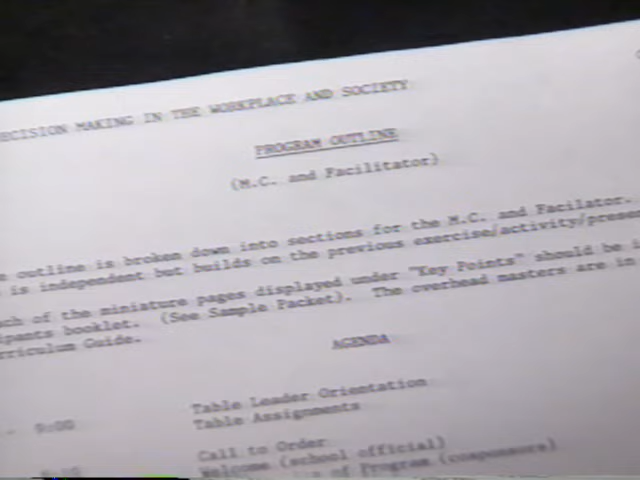 ECISION MAKING IN THE WORKPLACE AND SOCIETY
PROGRAM OUTLINE
(M.C. and Facilitator)
e outline is broken down into sections for the M.C. and Facilator.
is independent but builds on the previous exercise/activity/prese
ach of the miniature pages displayed under "Key Points" should be
ipants booklet. (See Sample Packet). The overhead masters are in
rriculum Guide.
AGENDA
- 9:00 Table Leader Orientation
Table Assignments
Call to Order
Welcome (school official)
of Program (cosponsors)